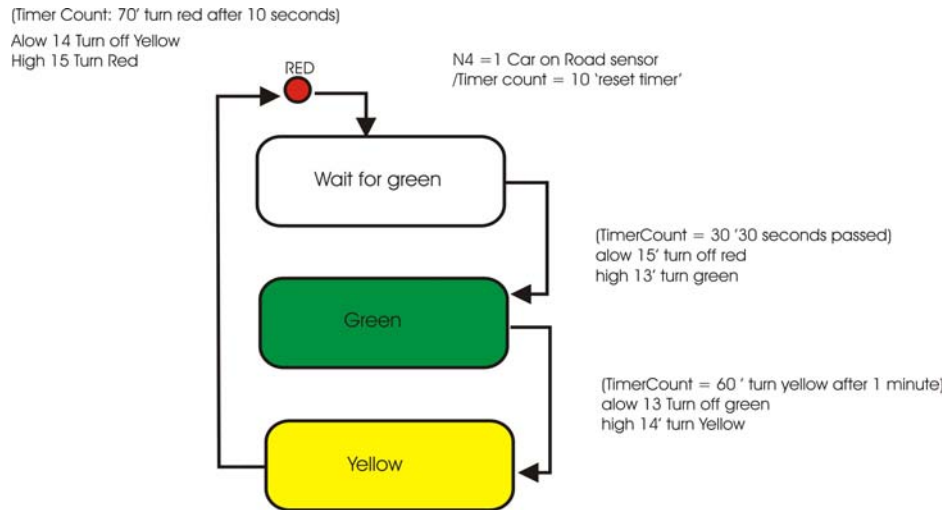 (Timer Count: 70' turn red after 10 seconds)
Alow 14 Turn off Yellow
High 15 Turn Red
RED
N4 =1 Car on Road sensor
/Timer count = 10 'reset timer'
Wait for green
(TimerCount = 30 '30 seconds passed)
alow 15' turn off red
high 13' turn green
Green
(TimerCount = 60 ' turn yellow after 1 minute)
alow 13 Turn off green
high 14' turn Yellow
Yellow